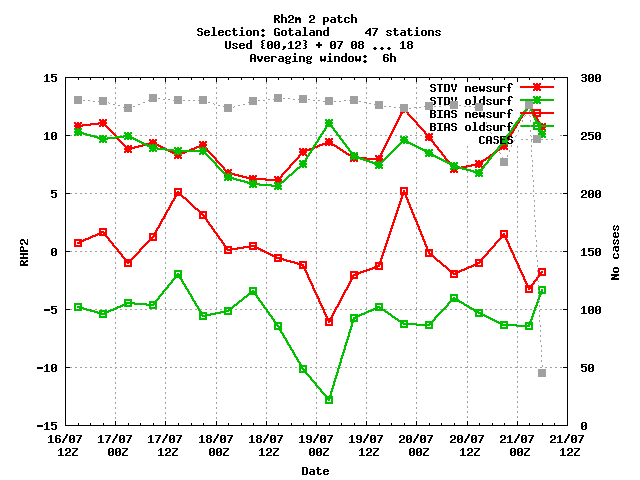 Rh2m 2 patch
Selection: Gotaland     47 stations
Used {00,12} + 07 08 ... 18
Averaging window:  6h
STDV newsurf
STDV oldsurf
BIAS newsurf
BIAS oldsurf
CASES
15
10
5
0
-5
-10
-15
RHP2
300
250
200
150
100
50
0
No cases
16/07 17/07 17/07 18/07 18/07 19/07 19/07 20/07 20/07 21/07 21/07
12Z 00Z 12Z 00Z 12Z 00Z 12Z 00Z 12Z 00Z 12Z
Date